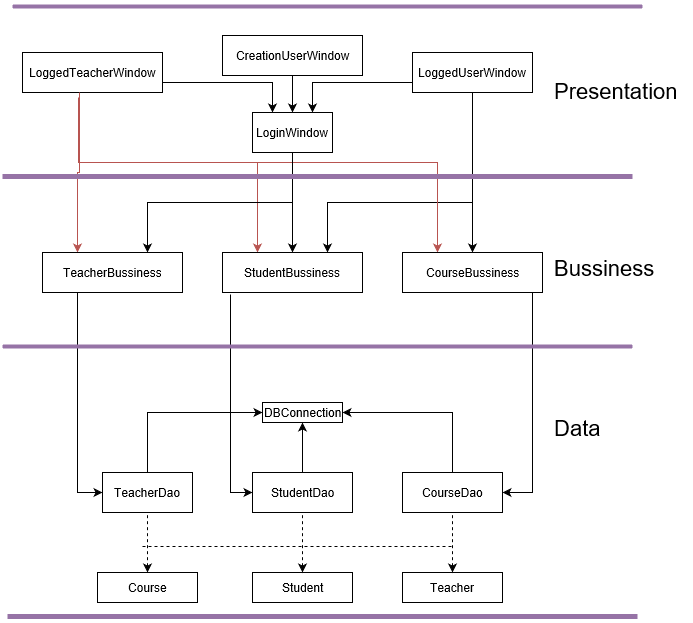 CreationUserWindow
LoggedTeacherWindow
LoggedUserWindow
Presentation
LoginWindow
TeacherBussiness
StudentBussiness
CourseBussiness
Bussiness
DBConnection
Data
TeacherDao
StudentDao
CourseDao
Course
Student
Teacher